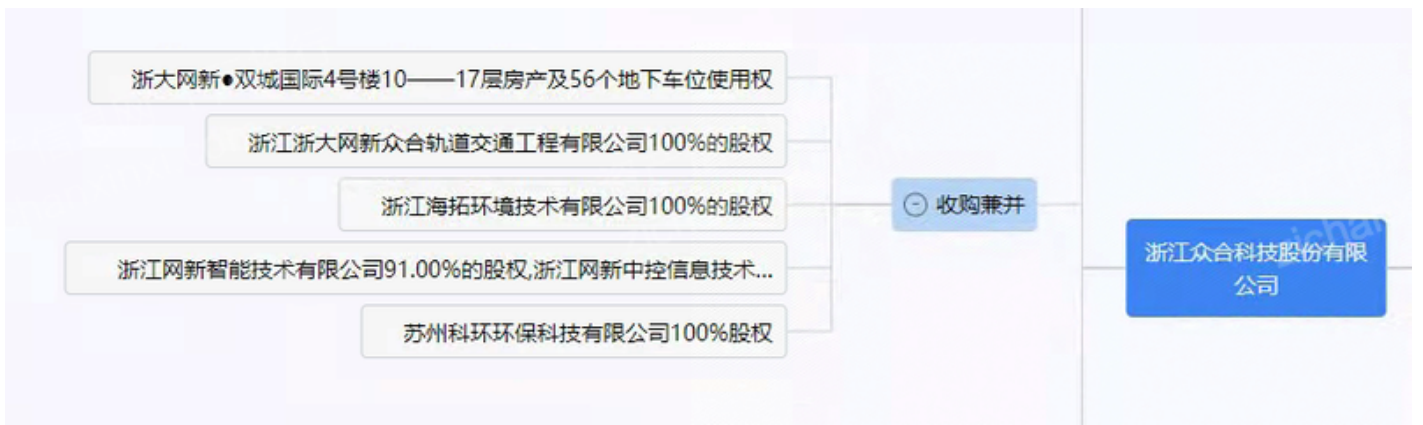 浙大网新●双城国际4号楼10——17层房产及56个地下车位使用权
浙江浙大网新众合轨道交通工程有限公司100%的股权
浙江海拓环境技术有限公司100%的股权
浙江网新智能技术有限公司91.00%的股权,浙江网新中控信息技术...
苏州科环环保科技有限公司100%股权
收购兼并
浙江众合科技股份有限
公司